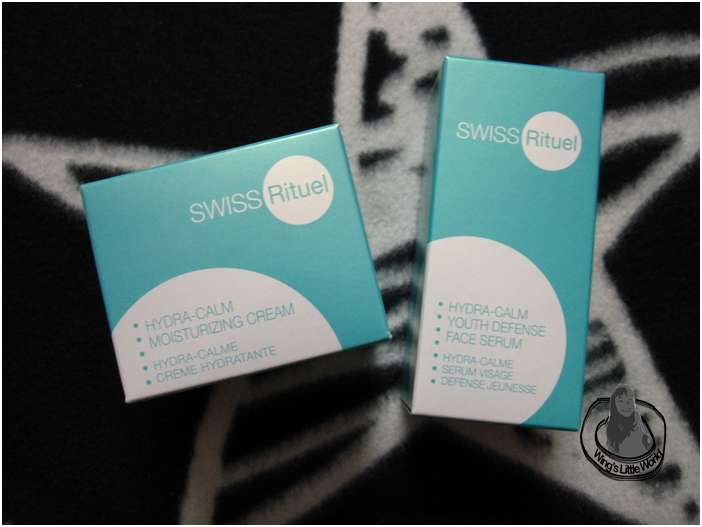 SWISS Rituel
HYDRA-CALM
MOISTURIZING CREAM
HYDRA-CALME
CREME HYDRATANTE
SWISS Rituel
HYDRA-CALM
YOUTH DEFENSE
FACE SERUM
HYDRA-CALME
SERUM VISAGE
DEFENSE JEUNESSE
Wing's Little World